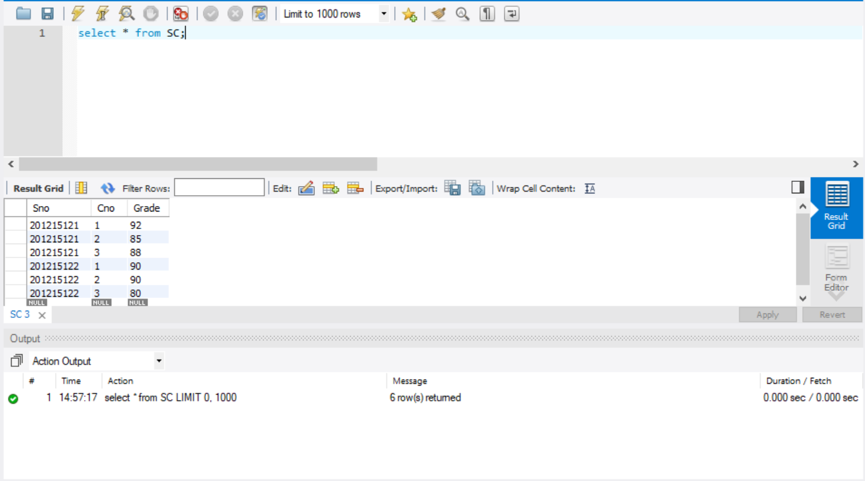 Limit to 1000 rows
1 select * from SC;
Result Grid Filter Rows: Edit: Export/Import: Wrap Cell Content:
Sno Cno Grade
201215121 1 92
201215121 2 85
201215121 3 88
201215122 1 90
201215122 2 90
201215122 3 80
NULL NULL NULL
Result
Grid
Form
Editor
SC 3 Apply Revert
Output
Action Output
# Time Action Message Duration / Fetch
1 14:57:17 select * from SC LIMIT 0, 1000 6 row(s) returned 0.000 sec / 0.000 sec